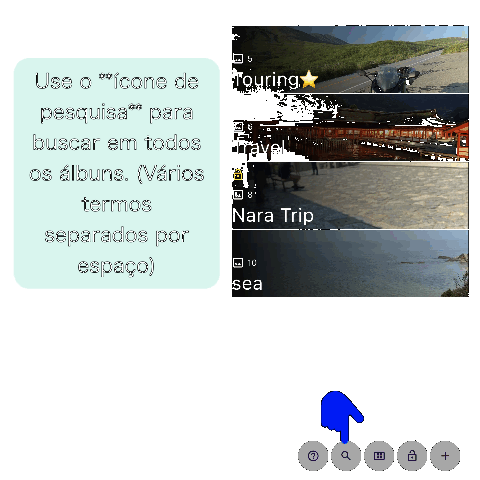 Use o **ícone de
pesquisa** para
buscar em todos
os álbuns. (Vários
termos
separados por
espaço)
5
Touring⭐
6
Travel
8
Nara Trip
10
sea